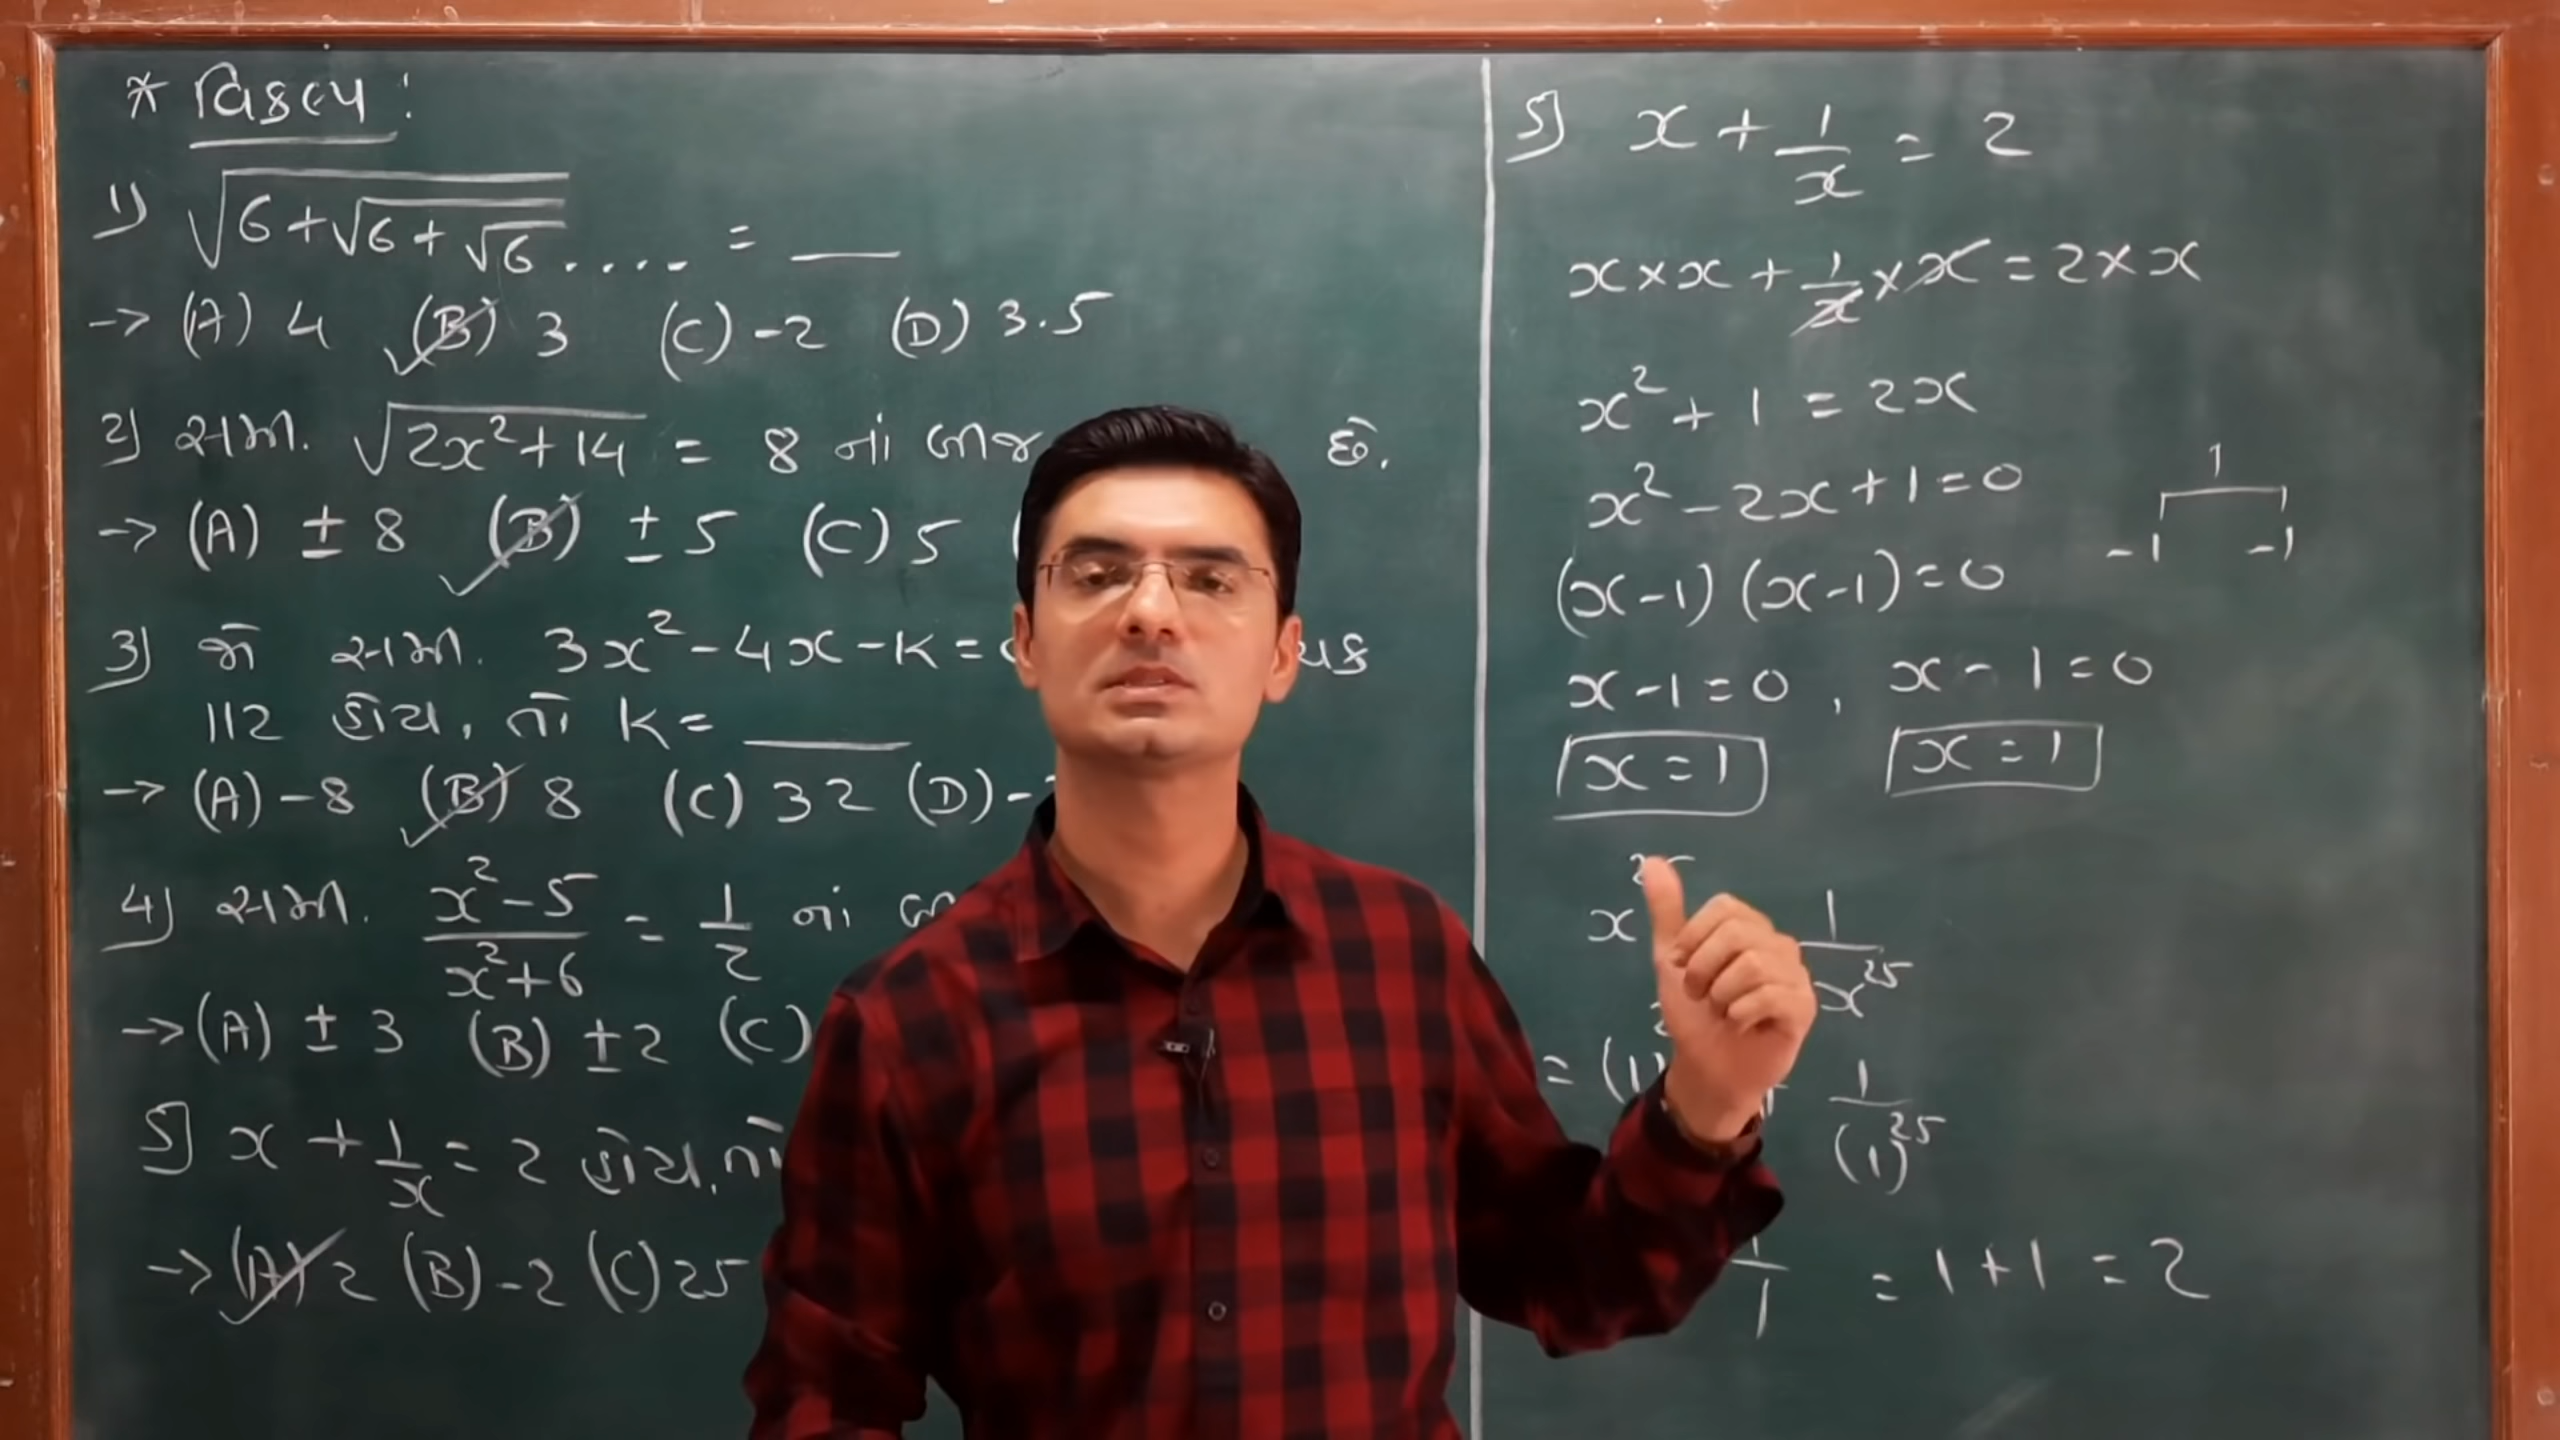 * વિકલ્પ :
1) √6+√6+√6.... = ___
→ (A) 4 (B) 3 (C) -2 (D) 3.5
2) સમી. √2x²+14 = 8 નાં બીજ છે.
→ (A) ± 8 (B) ± 5 (C) 5
3) જો સમી. 3x²-4x-K=
112 હોય, તો K= ___
→ (A) -8 (B) 8 (C) 32 (D) -
4) સમી. x²-5/x²+6 = 1/2 નાં
→ (A) ± 3 (B) ±2 (C)
5) x + 1/x = 2 હોય, તો
→ (A) 2 (B) -2 (C) 25
5) x + 1/x = 2
x×x + 1/x × x = 2×x
x² + 1 = 2x
x² - 2x + 1 = 0
1
-1 -1
(x-1) (x-1) = 0
x-1=0 , x-1=0
x=1 x=1
x 1/x²⁵
= (1) 1/(1)²⁵
1/1 = 1+1 = 2